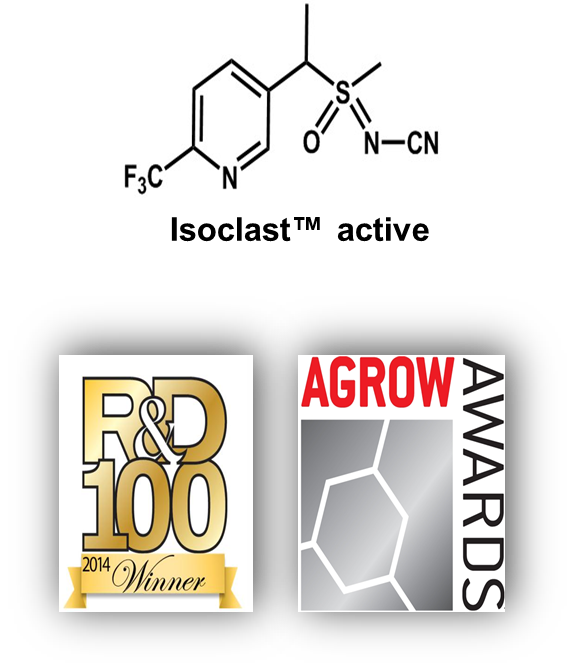 S
O
N—CN
F₃C
N
Isoclast™ active
R&D
100
2014 Winner
AGROW
AWARDS